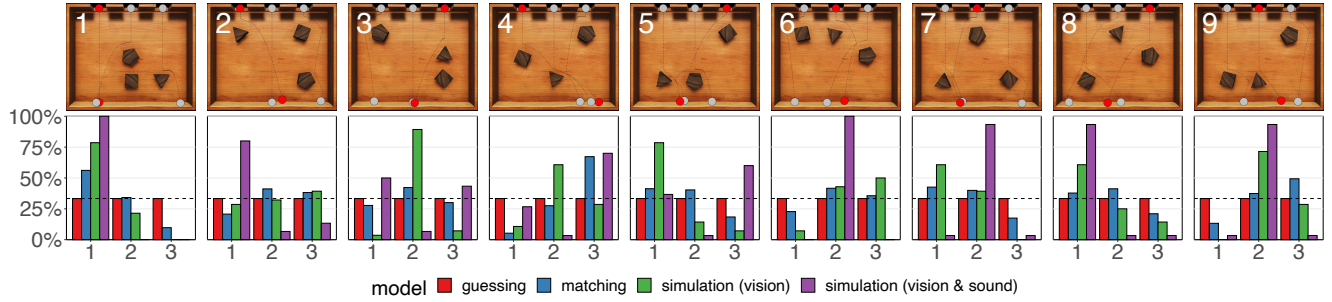 1 2 3 4 5 6 7 8 9
100%
75%
50%
25%
0%
1 2 3 1 2 3 1 2 3 1 2 3 1 2 3 1 2 3 1 2 3 1 2 3 1 2 3
model guessing matching simulation (vision) simulation (vision & sound)